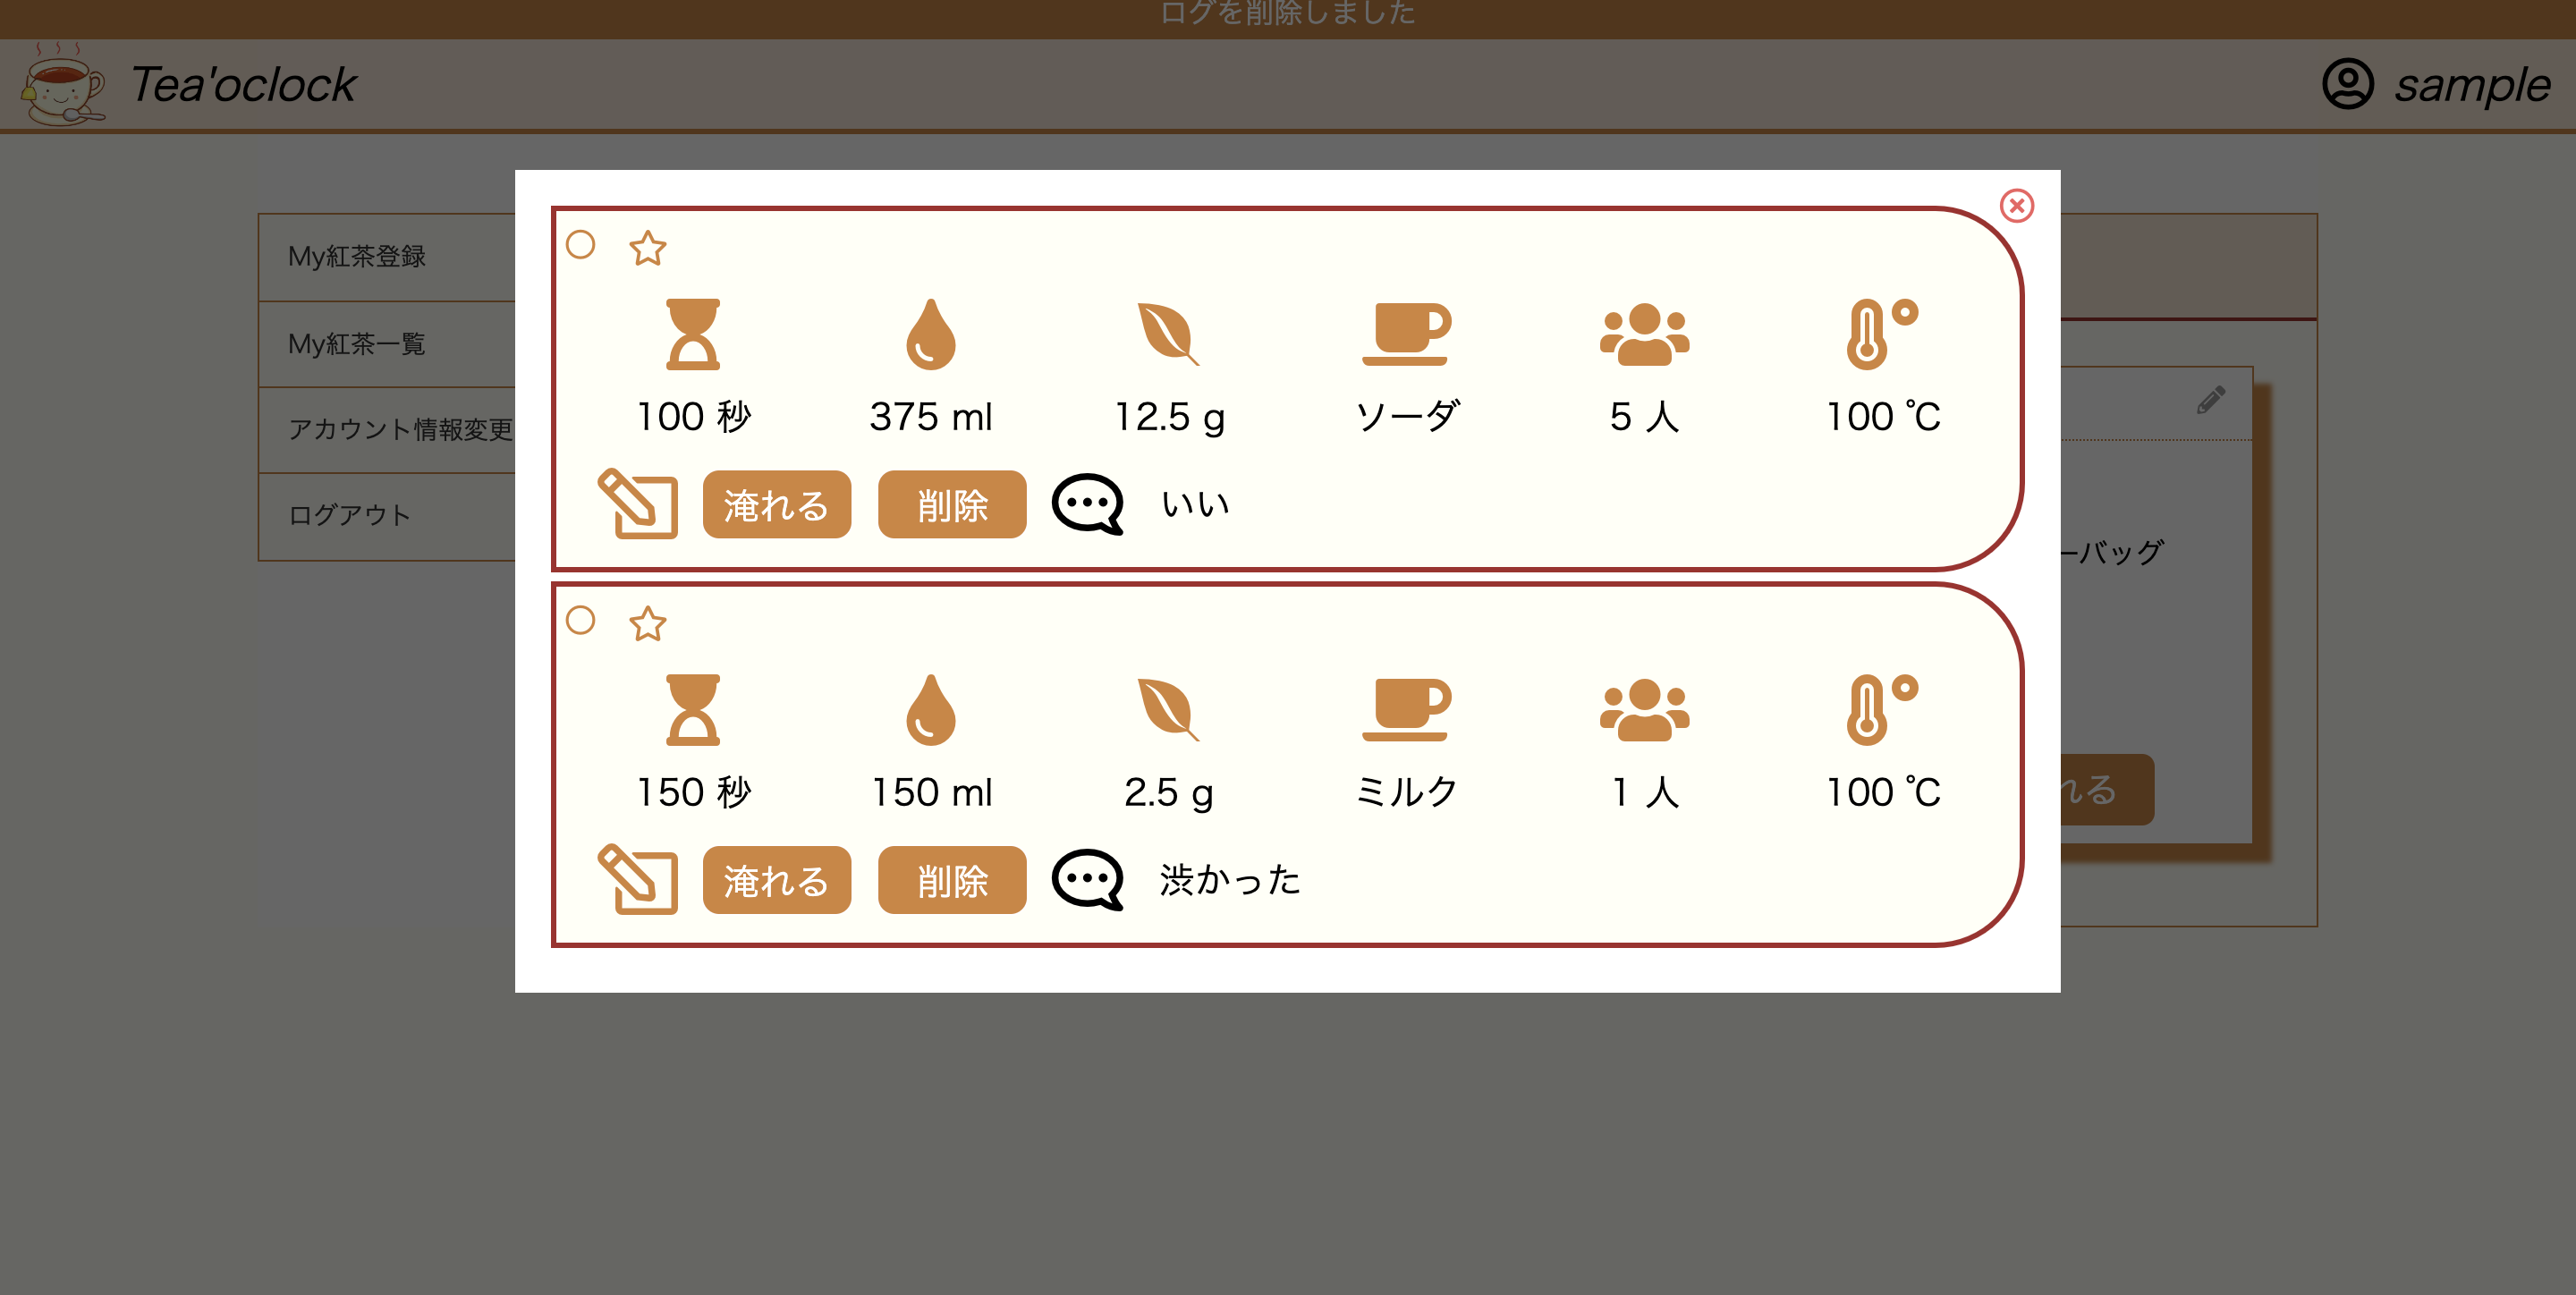 ログを削除しました
Tea'oclock
sample
My紅茶登録
My紅茶一覧
アカウント情報変更
ログアウト
100 秒
375 ml
12.5 g
ソーダ
5 人
100 ℃
淹れる
削除
いい
150 秒
150 ml
2.5 g
ミルク
1 人
100 ℃
淹れる
削除
渋かった
ーバッグ
れる